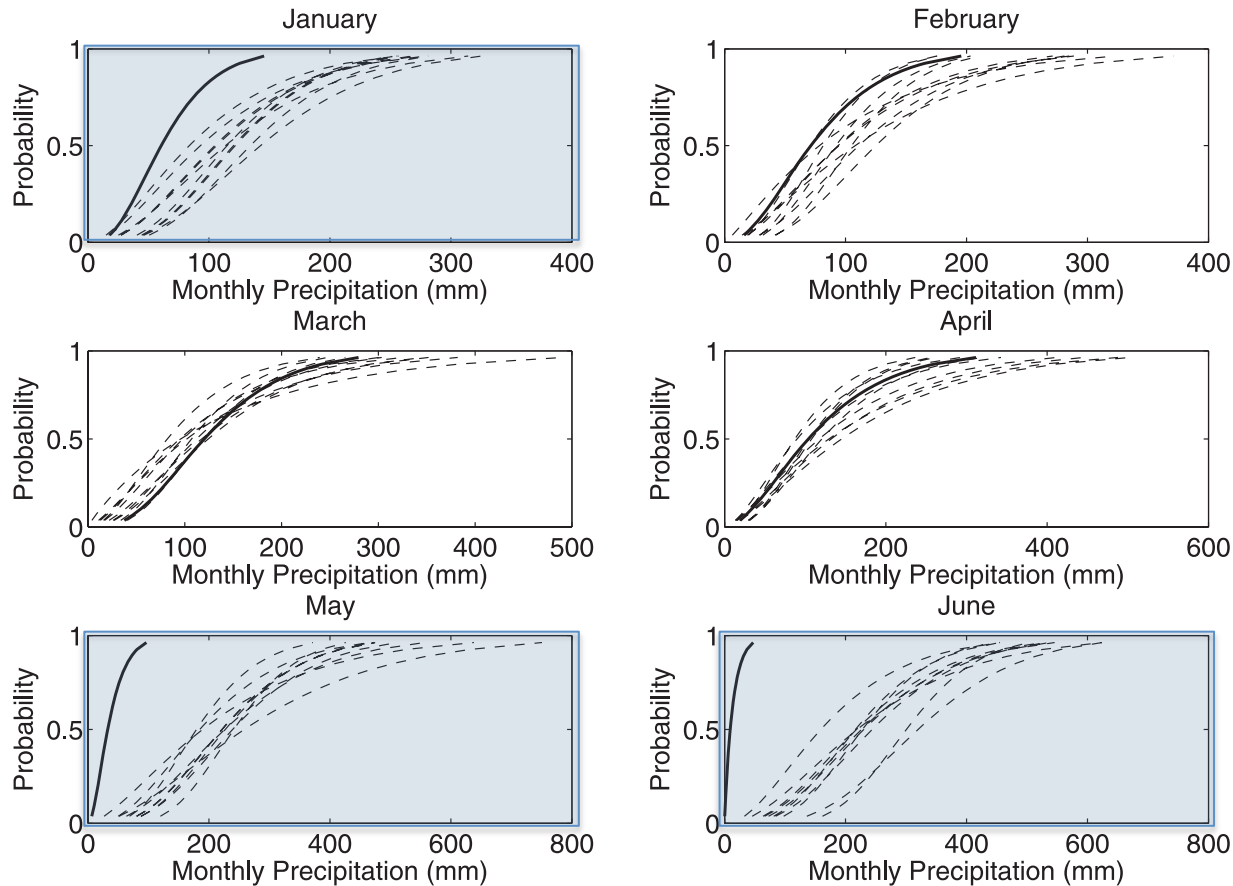 January
1
0.5
0
Probability
0 100 200 300 400
Monthly Precipitation (mm)
February
1
0.5
0
Probability
0 100 200 300 400
Monthly Precipitation (mm)
March
1
0.5
0
Probability
0 100 200 300 400 500
Monthly Precipitation (mm)
April
1
0.5
0
Probability
0 200 400 600
Monthly Precipitation (mm)
May
1
0.5
0
Probability
0 200 400 600 800
Monthly Precipitation (mm)
June
1
0.5
0
Probability
0 200 400 600 800
Monthly Precipitation (mm)